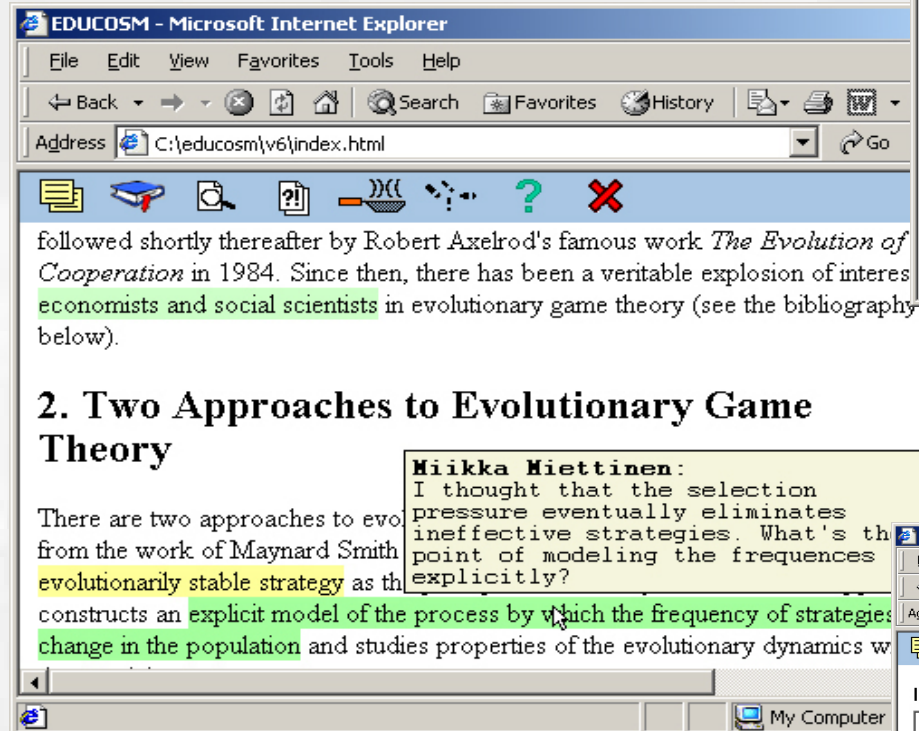 EDUCOSM - Microsoft Internet Explorer
File Edit View Favorites Tools Help
Back Search Favorites History
Address C:\educosm\v6\index.html Go
followed shortly thereafter by Robert Axelrod's famous work The Evolution of
Cooperation in 1984. Since then, there has been a veritable explosion of interes
economists and social scientists in evolutionary game theory (see the bibliography
below).
2. Two Approaches to Evolutionary Game
Theory
Miikka Miettinen:
I thought that the selection
pressure eventually eliminates
ineffective strategies. What's th
point of modeling the frequences
explicitly?
There are two approaches to evol
from the work of Maynard Smith
evolutionarily stable strategy as th
constructs an explicit model of the process by which the frequency of strategies
change in the population and studies properties of the evolutionary dynamics w
My Computer